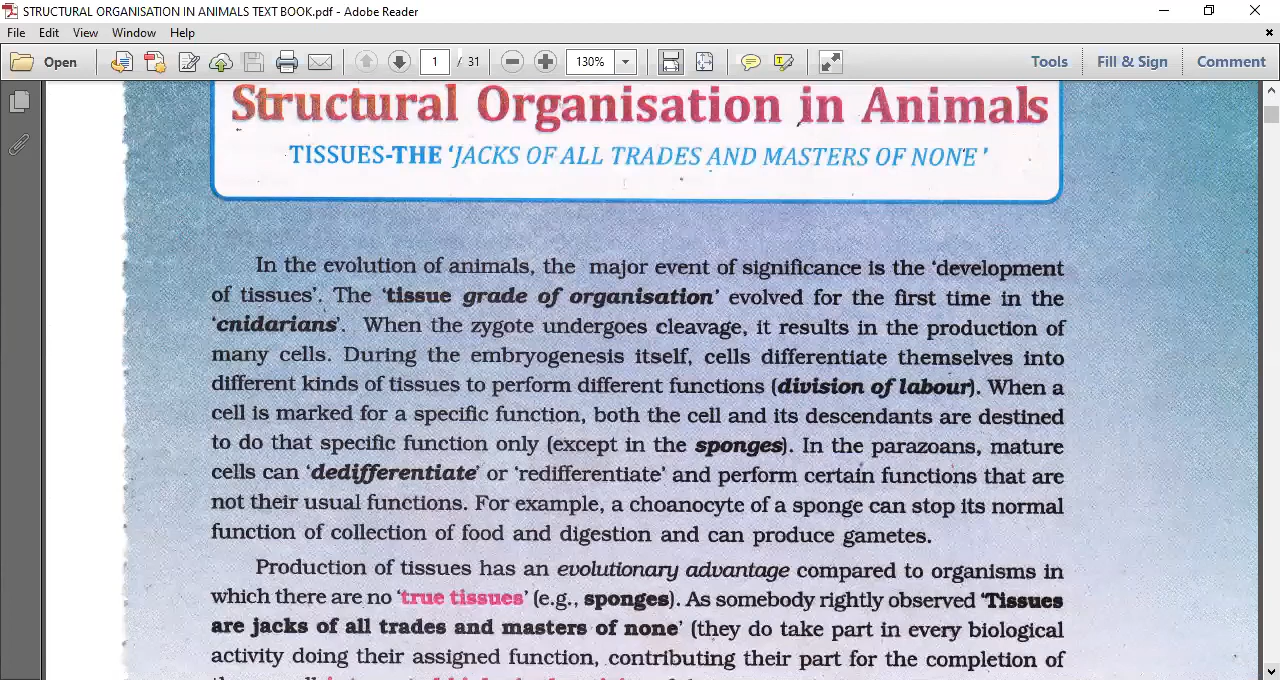 STRUCTURAL ORGANISATION IN ANIMALS TEXT BOOK.pdf - Adobe Reader
File Edit View Window Help
Open 1 / 31 130% Tools Fill & Sign Comment
Structural Organisation in Animals
TISSUES-THE ‘JACKS OF ALL TRADES AND MASTERS OF NONE’
In the evolution of animals, the major event of significance is the ‘development
of tissues’. The ‘tissue grade of organisation’ evolved for the first time in the
‘cnidarians’. When the zygote undergoes cleavage, it results in the production of
many cells. During the embryogenesis itself, cells differentiate themselves into
different kinds of tissues to perform different functions (division of labour). When a
cell is marked for a specific function, both the cell and its descendants are destined
to do that specific function only (except in the sponges). In the parazoans, mature
cells can ‘dedifferentiate’ or ‘redifferentiate’ and perform certain functions that are
not their usual functions. For example, a choanocyte of a sponge can stop its normal
function of collection of food and digestion and can produce gametes.
Production of tissues has an evolutionary advantage compared to organisms in
which there are no ‘true tissues’ (e.g., sponges). As somebody rightly observed ‘Tissues
are jacks of all trades and masters of none’ (they do take part in every biological
activity doing their assigned function, contributing their part for the completion of